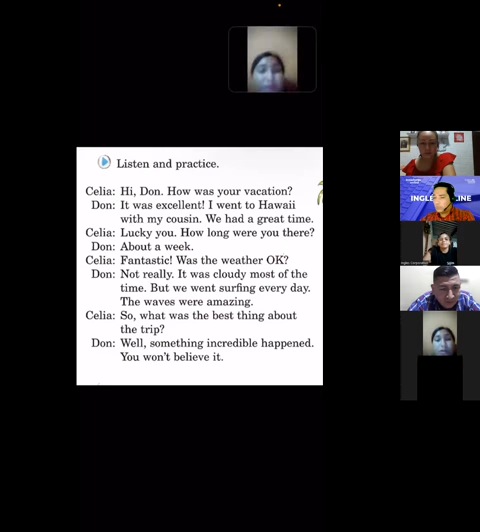 Listen and practice.
Celia: Hi, Don. How was your vacation?
Don: It was excellent! I went to Hawaii
with my cousin. We had a great time.
Celia: Lucky you. How long were you there?
Don: About a week.
Celia: Fantastic! Was the weather OK?
Don: Not really. It was cloudy most of the
time. But we went surfing every day.
The waves were amazing.
Celia: So, what was the best thing about
the trip?
Don: Well, something incredible happened.
You won't believe it.